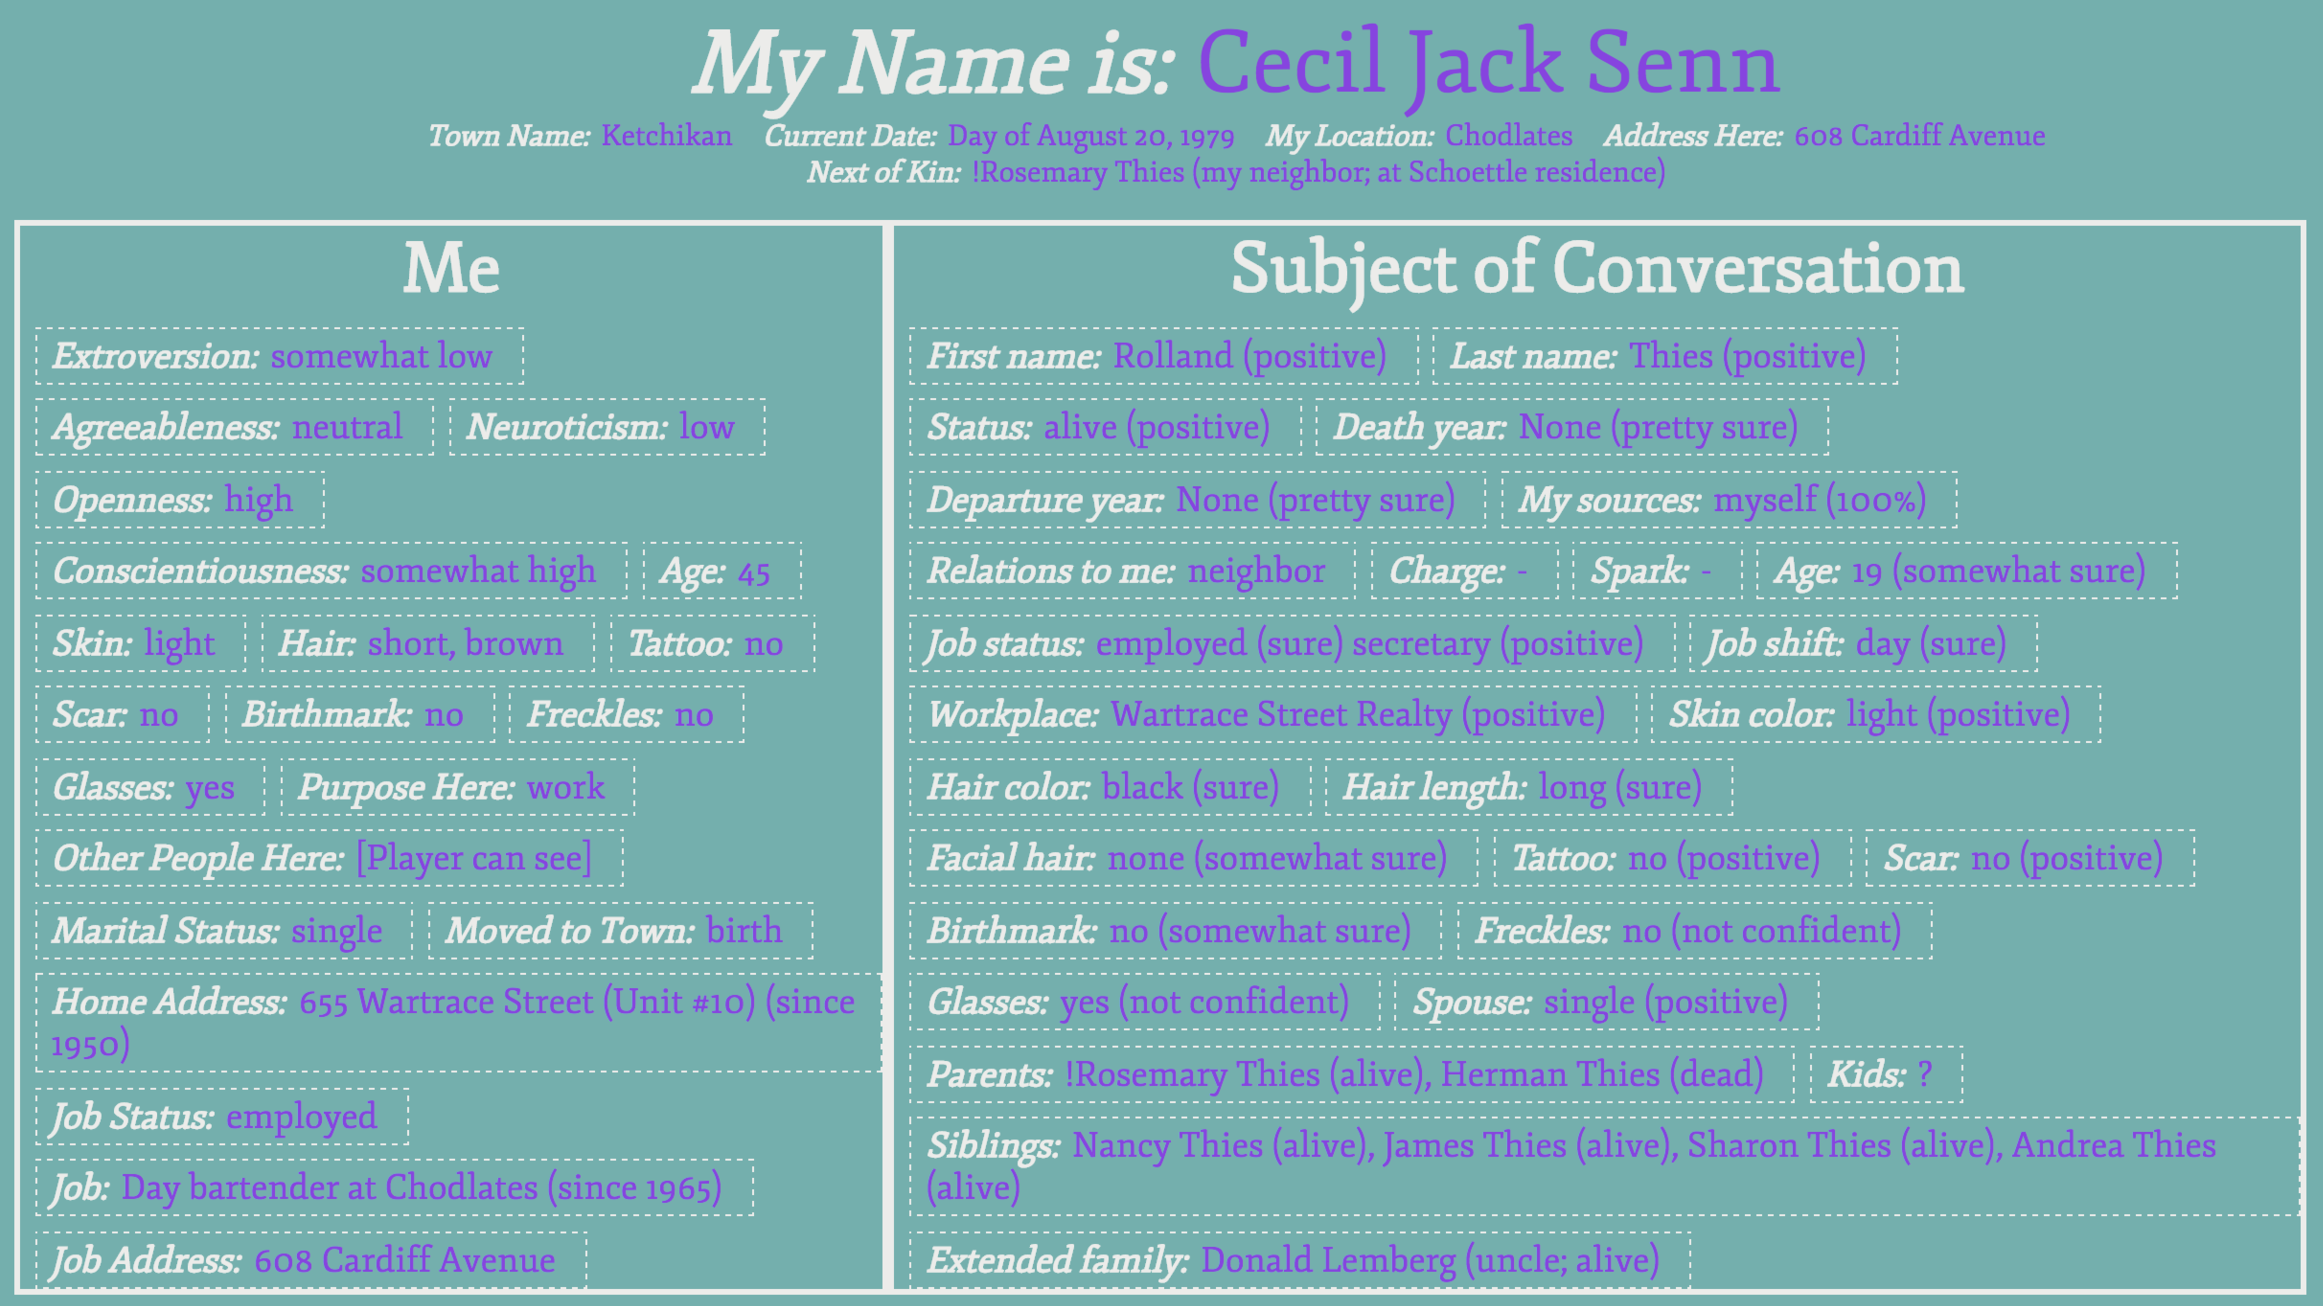 My Name is: Cecil Jack Senn
Town Name: Ketchikan Current Date: Day of August 20, 1979 My Location: Chodlates Address Here: 608 Cardiff Avenue
Next of Kin: !Rosemary Thies (my neighbor; at Schoettle residence)
Me
Extroversion: somewhat low
Agreeableness: neutral Neuroticism: low
Openness: high
Conscientiousness: somewhat high Age: 45
Skin: light Hair: short, brown Tattoo: no
Scar: no Birthmark: no Freckles: no
Glasses: yes Purpose Here: work
Other People Here: [Player can see]
Marital Status: single Moved to Town: birth
Home Address: 655 Wartrace Street (Unit #10) (since
1950)
Job Status: employed
Job: Day bartender at Chodlates (since 1965)
Job Address: 608 Cardiff Avenue
Subject of Conversation
First name: Rolland (positive) Last name: Thies (positive)
Status: alive (positive) Death year: None (pretty sure)
Departure year: None (pretty sure) My sources: myself (100%)
Relations to me: neighbor Charge: - Spark: - Age: 19 (somewhat sure)
Job status: employed (sure) secretary (positive) Job shift: day (sure)
Workplace: Wartrace Street Realty (positive) Skin color: light (positive)
Hair color: black (sure) Hair length: long (sure)
Facial hair: none (somewhat sure) Tattoo: no (positive) Scar: no (positive)
Birthmark: no (somewhat sure) Freckles: no (not confident)
Glasses: yes (not confident) Spouse: single (positive)
Parents: !Rosemary Thies (alive), Herman Thies (dead) Kids: ?
Siblings: Nancy Thies (alive), James Thies (alive), Sharon Thies (alive), Andrea Thies
(alive)
Extended family: Donald Lemberg (uncle; alive)